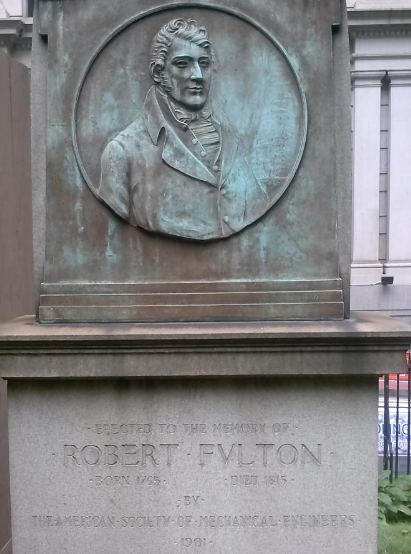 ·ERECTED TO THE MEMORY OF·
·ROBERT·FVLTON·
·BORN 1765· ·DIED 1815·
·BY·
THE·AMERICAN·SOCIETY·OF·MECHANICAL·ENGINEERS
·1901·